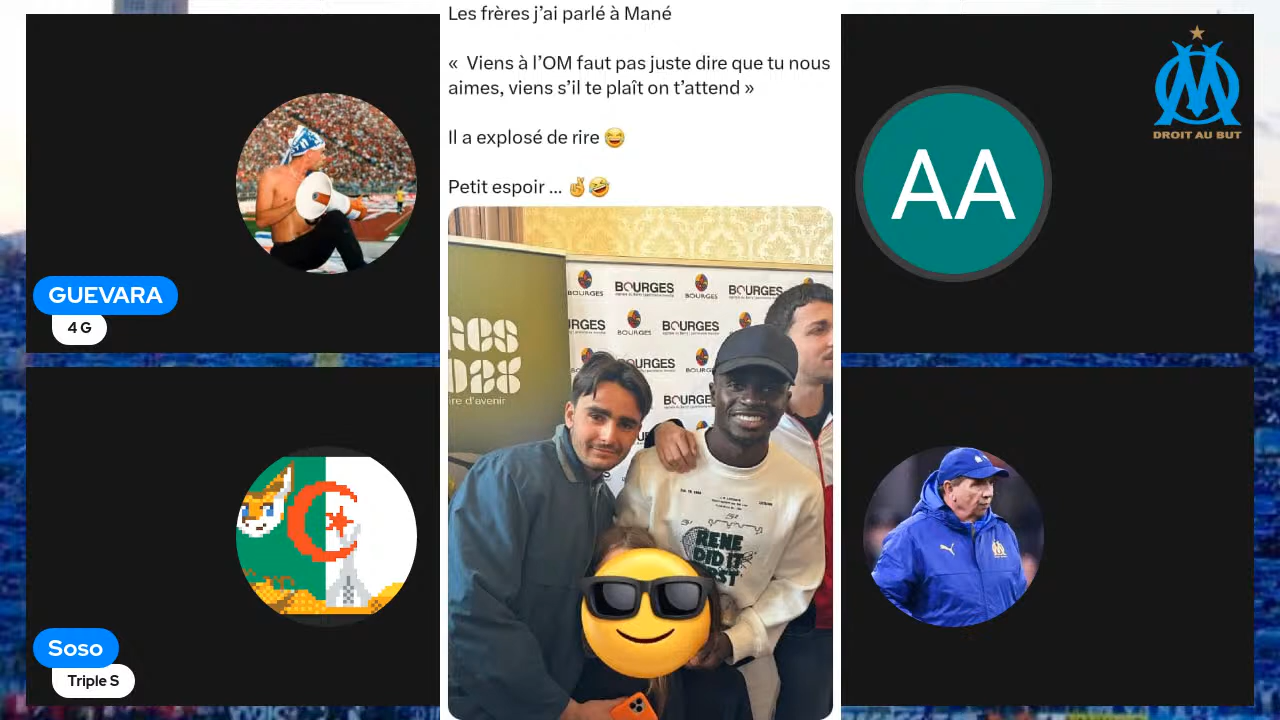 Les frères j’ai parlé à Mané
«  Viens à l’OM faut pas juste dire que tu nous
aimes, viens s’il te plaît on t’attend »
Il a explosé de rire 😂
Petit espoir ... 🤞🤣
AA
DROIT AU BUT
GUEVARA
4 G
BOURGES
BOURGES
BOURGES
BOURGES
BOURGES
BOURGES
BOURGES
ire d'avenir
RENE
DID IT
Soso
Triple S